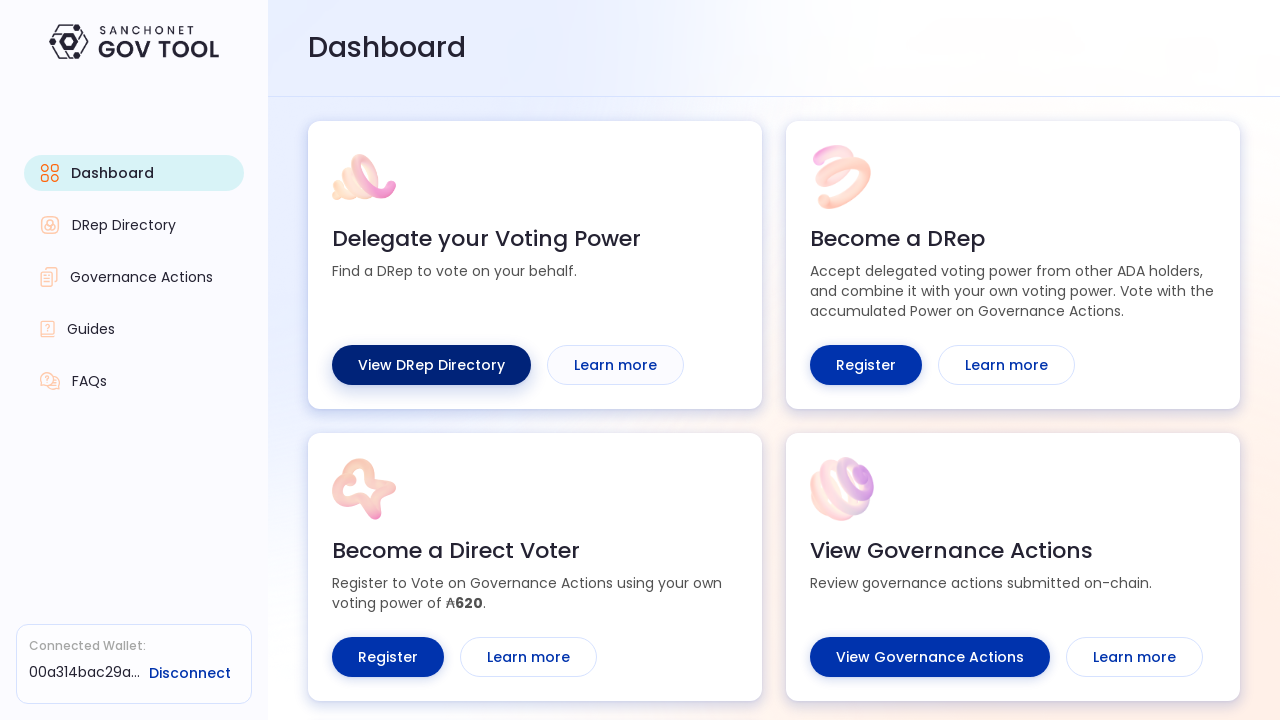 SANCHONET
GOV TOOL
Dashboard
DRep Directory
Governance Actions
Guides
FAQs
Connected Wallet:
00a314bac29a...
Disconnect
Dashboard
Delegate your Voting Power
Find a DRep to vote on your behalf.
View DRep Directory
Learn more
Become a DRep
Accept delegated voting power from other ADA holders,
and combine it with your own voting power. Vote with the
accumulated Power on Governance Actions.
Register
Learn more
Become a Direct Voter
Register to Vote on Governance Actions using your own
voting power of ₳620.
Register
Learn more
View Governance Actions
Review governance actions submitted on-chain.
View Governance Actions
Learn more